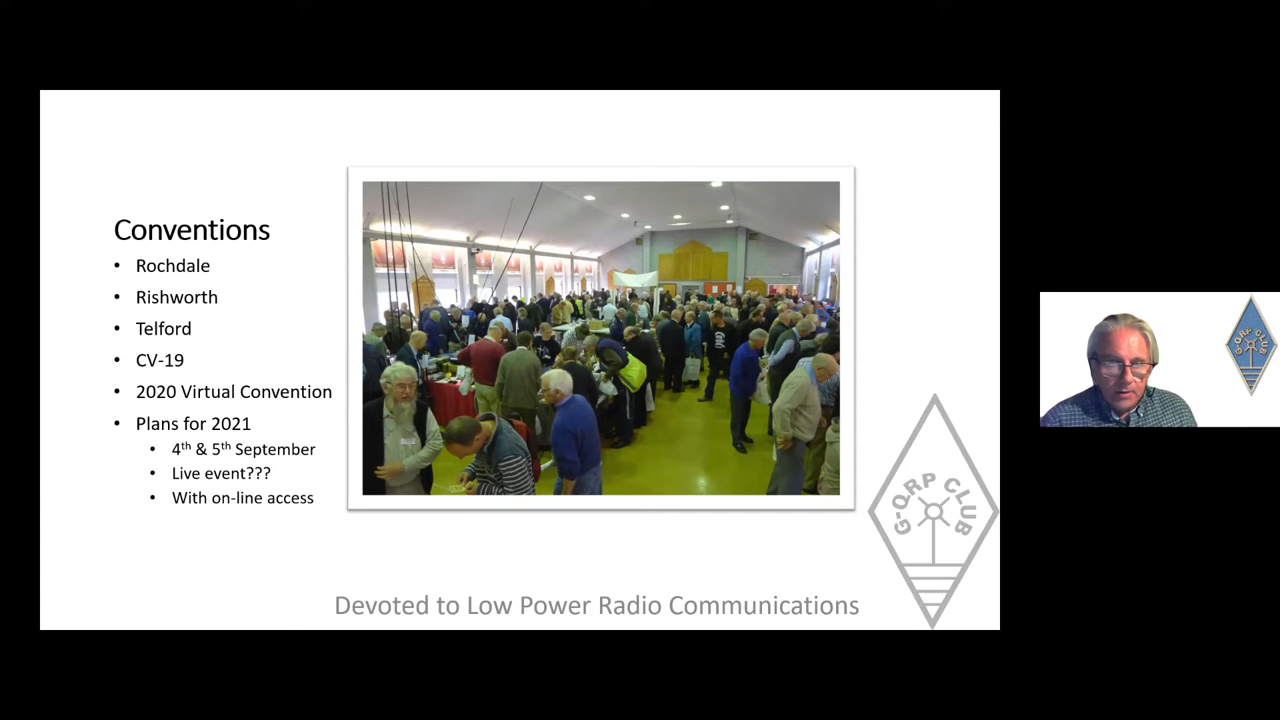 Conventions
• Rochdale
• Rishworth
• Telford
• CV-19
• 2020 Virtual Convention
• Plans for 2021
• 4th & 5th September
• Live event???
• With on-line access
G-QRP CLUB
Devoted to Low Power Radio Communications
G-QRP CLUB